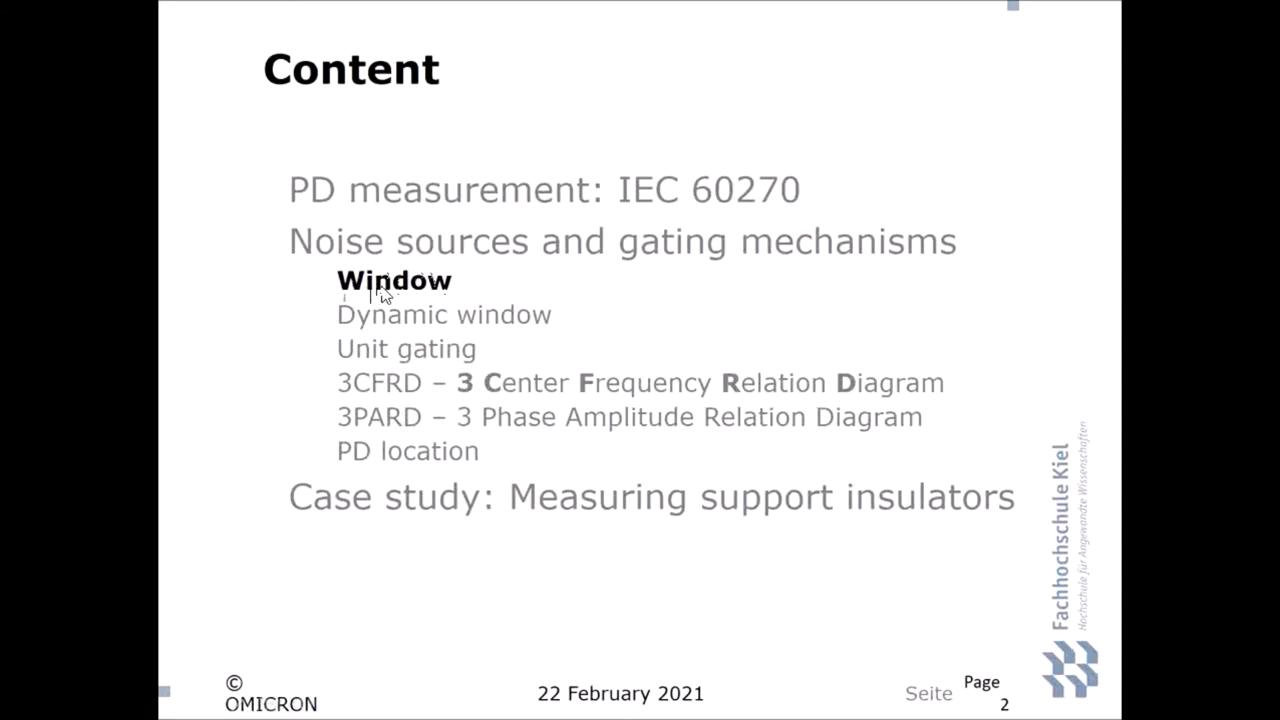 Content
PD measurement: IEC 60270
Noise sources and gating mechanisms
Window
Dynamic window
Unit gating
3CFRD – 3 Center Frequency Relation Diagram
3PARD – 3 Phase Amplitude Relation Diagram
PD location
Case study: Measuring support insulators
Fachhochschule Kiel
Hochschule für Angewandte Wissenschaften
©
OMICRON
22 February 2021
Seite
Page
2